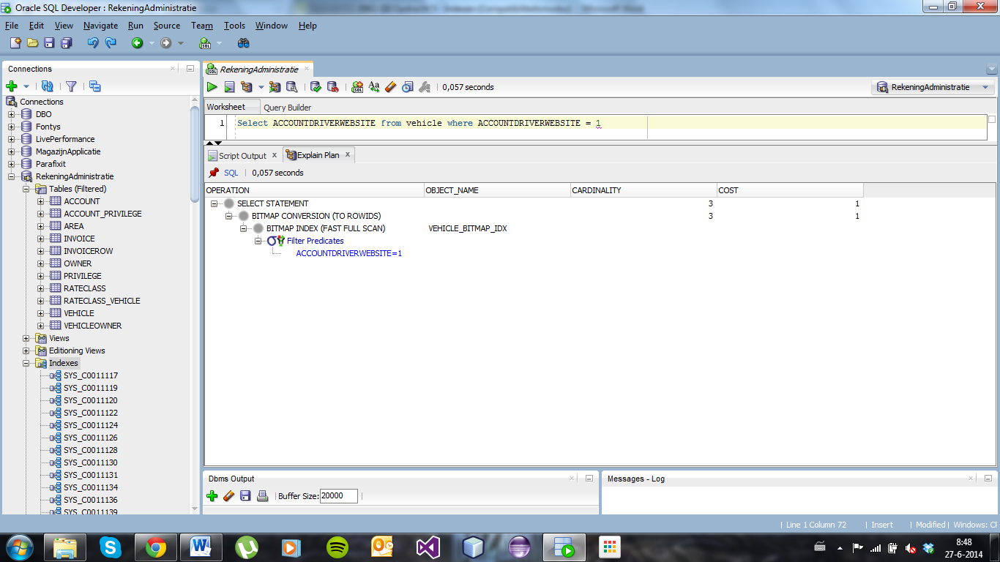 Oracle SQL Developer : RekeningAdministratie
File Edit View Navigate Run Source Team Tools Window Help
Connections
Connections
DBO
Fontys
LivePerformance
MagazijnApplicatie
Parafixit
RekeningAdministratie
Tables (Filtered)
ACCOUNT
ACCOUNT_PRIVILEGE
AREA
INVOICE
INVOICEROW
OWNER
PRIVILEGE
RATECLASS
RATECLASS_VEHICLE
VEHICLE
VEHICLEOWNER
Views
Editioning Views
Indexes
SYS_C0011117
SYS_C0011119
SYS_C0011120
SYS_C0011122
SYS_C0011124
SYS_C0011126
SYS_C0011128
SYS_C0011130
SYS_C0011131
SYS_C0011134
SYS_C0011136
SYS_C0011139
RekeningAdministratie
0,057 seconds RekeningAdministratie
Worksheet Query Builder
1 Select ACCOUNTDRIVERWEBSITE from vehicle where ACCOUNTDRIVERWEBSITE = 1
Script Output x Explain Plan x
SQL | 0,057 seconds
OPERATION OBJECT_NAME CARDINALITY COST
SELECT STATEMENT 3 1
BITMAP CONVERSION (TO ROWIDS) 3 1
BITMAP INDEX (FAST FULL SCAN) VEHICLE_BITMAP_IDX
Filter Predicates
ACCOUNTDRIVERWEBSITE=1
Dbms Output
Buffer Size: 20000
Messages - Log
| Line 1 Column 72 | Insert | Modified | Windows: CF
8:48
27-6-2014